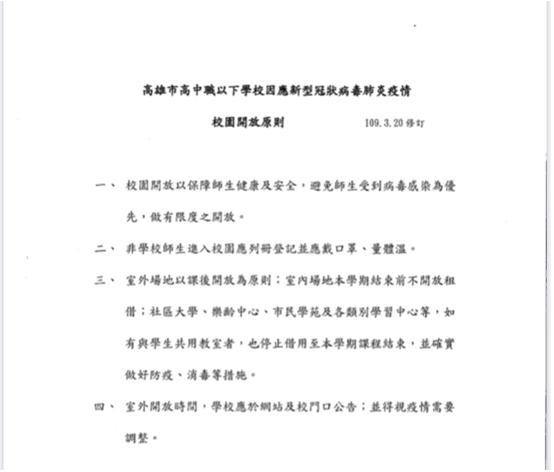 高雄市高中職以下學校因應新型冠狀病毒肺炎疫情
校園開放原則 109.3.20 修訂
一、 校園開放以保障師生健康及安全，避免師生受到病毒感染為優
先，做有限度之開放。
二、 非學校師生進入校園應列冊登記並應戴口罩、量體溫。
三、 室外場地以課後開放為原則；室內場地本學期結束前不開放租
借；社區大學、樂齡中心、市民學苑及各類別學習中心等，如
有與學生共用教室者，也停止借用至本學期課程結束，並確實
做好防疫、消毒等措施。
四、 室外開放時間，學校應於網站及校門口公告；並得視疫情需要
調整。